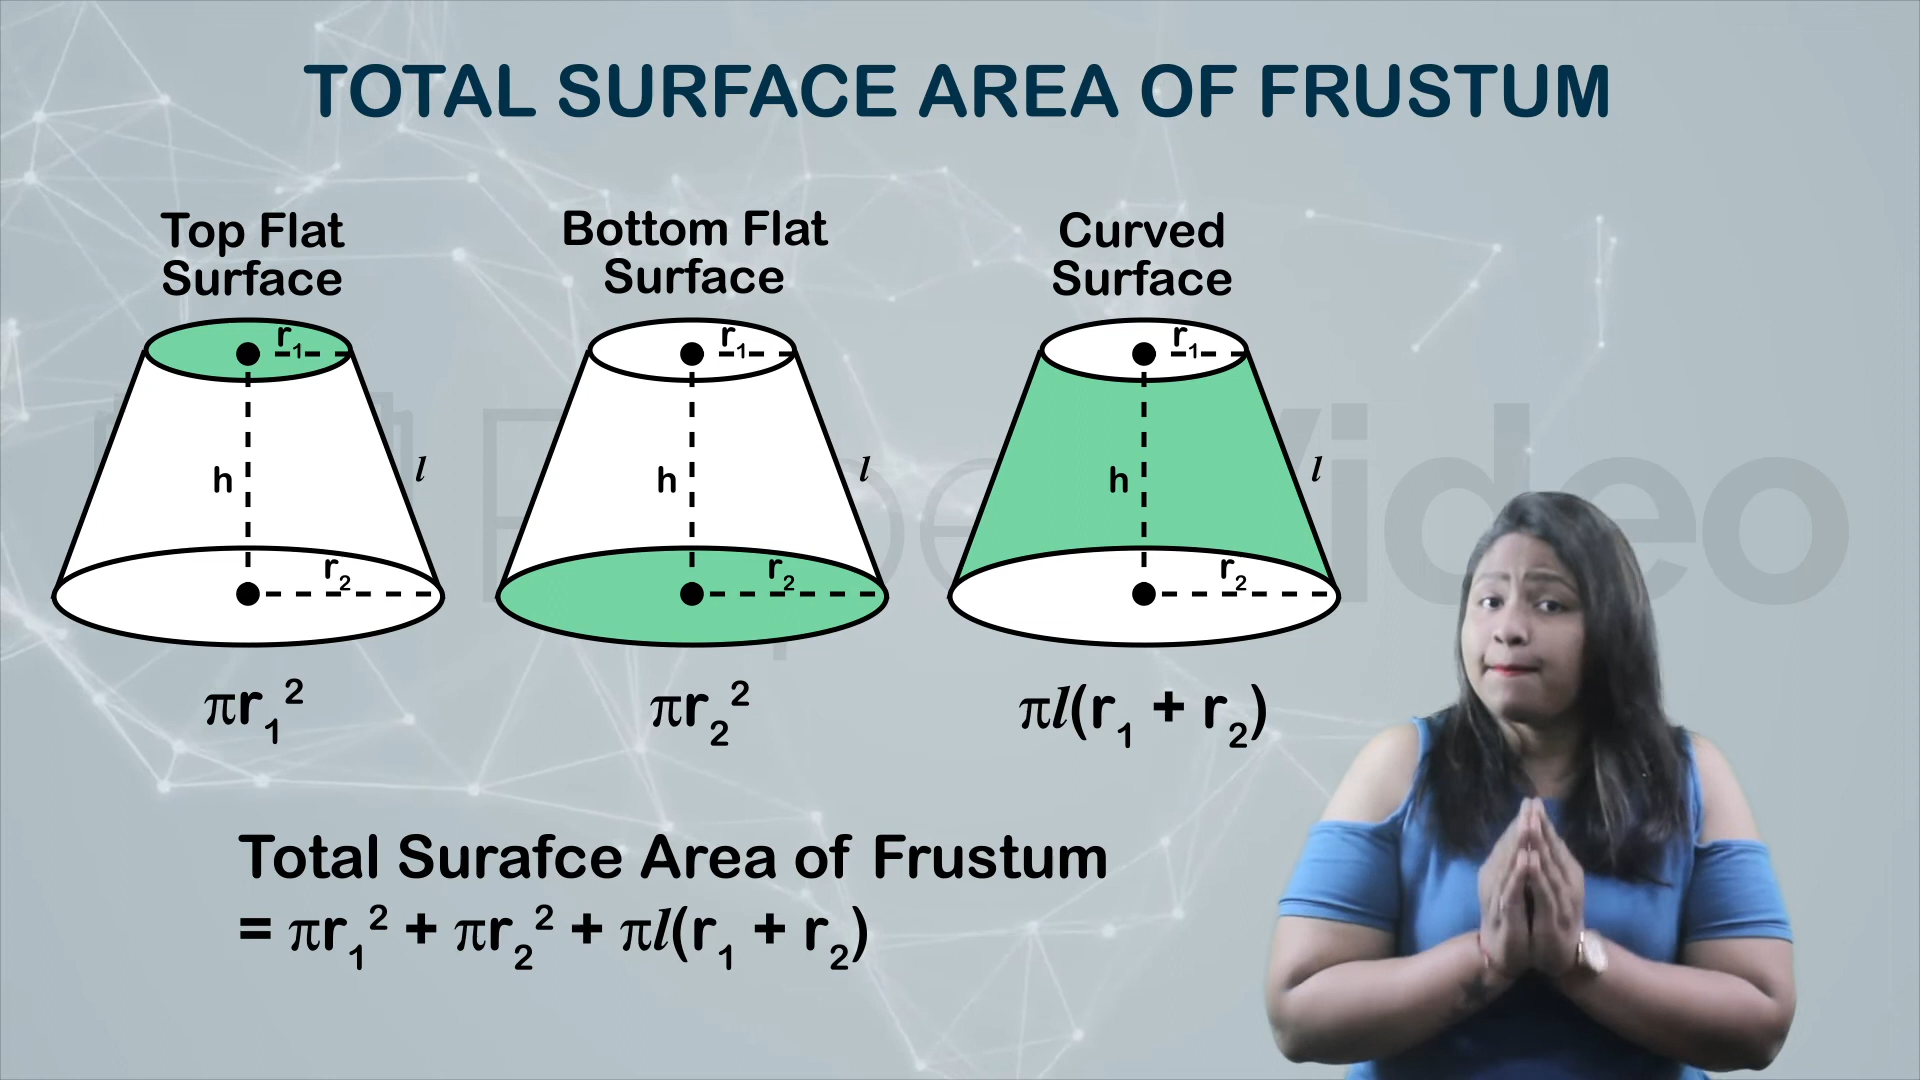 TOTAL SURFACE AREA OF FRUSTUM
Top Flat
Surface
r₁
h
l
r₂
πr₁²
Bottom Flat
Surface
r₁
h
l
r₂
πr₂²
Curved
Surface
r₁
h
l
r₂
πl(r₁ + r₂)
Total Surafce Area of Frustum
= πr₁² + πr₂² + πl(r₁ + r₂)